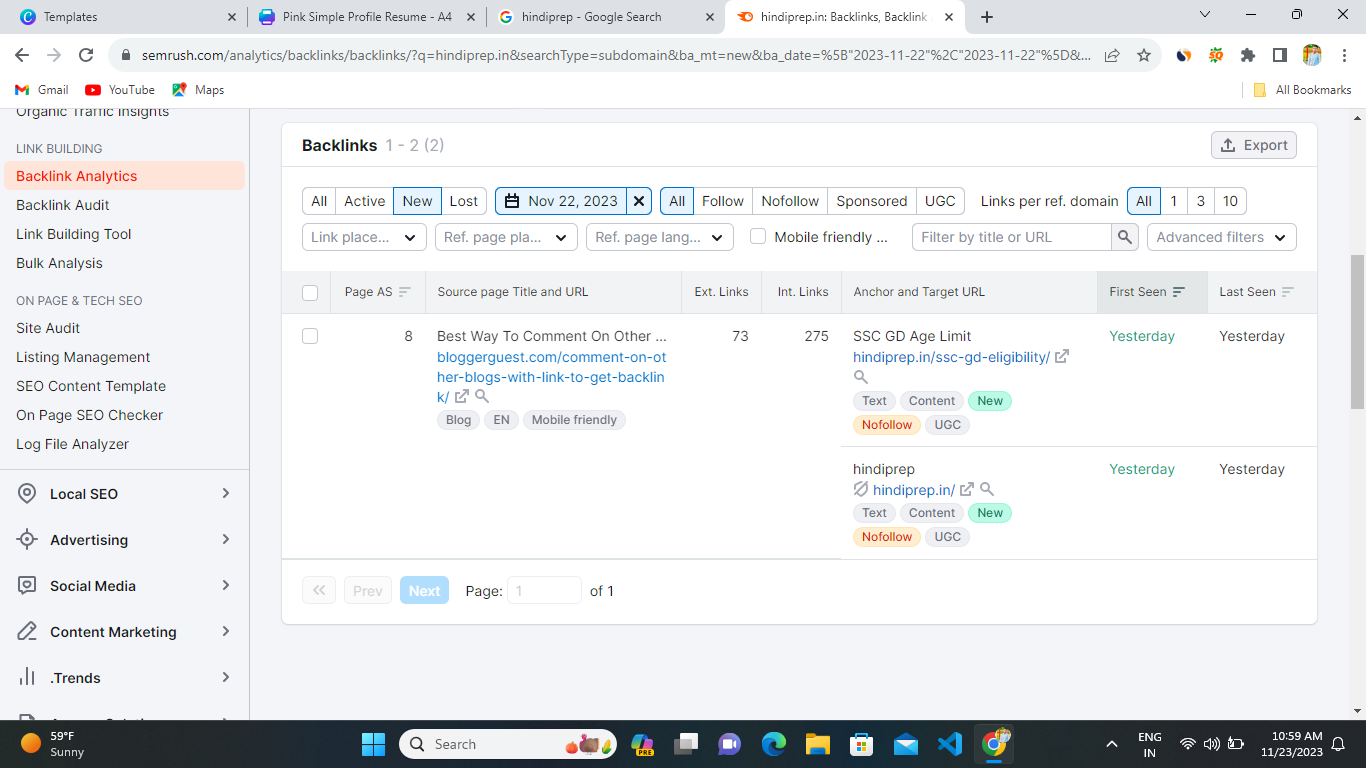 Templates
Pink Simple Profile Resume - A4
hindiprep - Google Search
hindiprep.in: Backlinks, Backlink
semrush.com/analytics/backlinks/backlinks/?q=hindiprep.in&searchType=subdomain&ba_mt=new&ba_date=%5B"2023-11-22"%2C"2023-11-22"%5D&...
Gmail
YouTube
Maps
All Bookmarks
Organic Traffic Insights
LINK BUILDING
Backlink Analytics
Backlink Audit
Link Building Tool
Bulk Analysis
ON PAGE & TECH SEO
Site Audit
Listing Management
SEO Content Template
On Page SEO Checker
Log File Analyzer
Local SEO
Advertising
Social Media
Content Marketing
.Trends
Backlinks 1 - 2 (2)
Export
All Active New Lost
Nov 22, 2023
All Follow Nofollow Sponsored UGC
Links per ref. domain All 1 3 10
Link place...
Ref. page pla...
Ref. page lang...
Mobile friendly ...
Filter by title or URL
Advanced filters
Page AS
Source page Title and URL
Ext. Links
Int. Links
Anchor and Target URL
First Seen
Last Seen
8
Best Way To Comment On Other ...
bloggerguest.com/comment-on-ot
her-blogs-with-link-to-get-backlin
k/
Blog EN Mobile friendly
73
275
SSC GD Age Limit
hindiprep.in/ssc-gd-eligibility/
Text Content New
Nofollow UGC
Yesterday
Yesterday
hindiprep
hindiprep.in/
Text Content New
Nofollow UGC
Yesterday
Yesterday
Prev
Next
Page: 1 of 1
59°F
Sunny
Search
PRE
ENG
IN
10:59 AM
11/23/2023